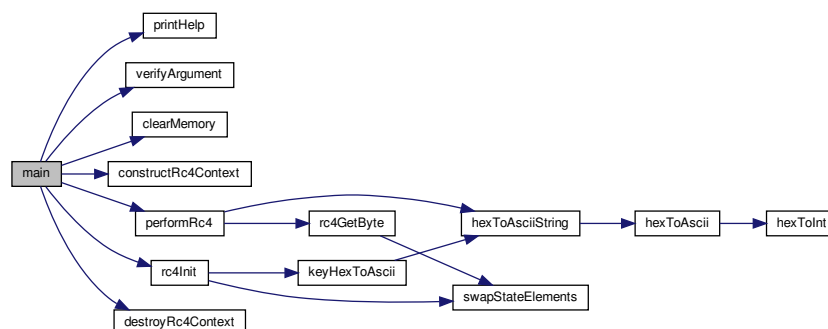 printHelp
verifyArgument
clearMemory
main
constructRc4Context
performRc4
rc4GetByte
hexToAsciiString
hexToAscii
hexToInt
rc4Init
keyHexToAscii
swapStateElements
destroyRc4Context